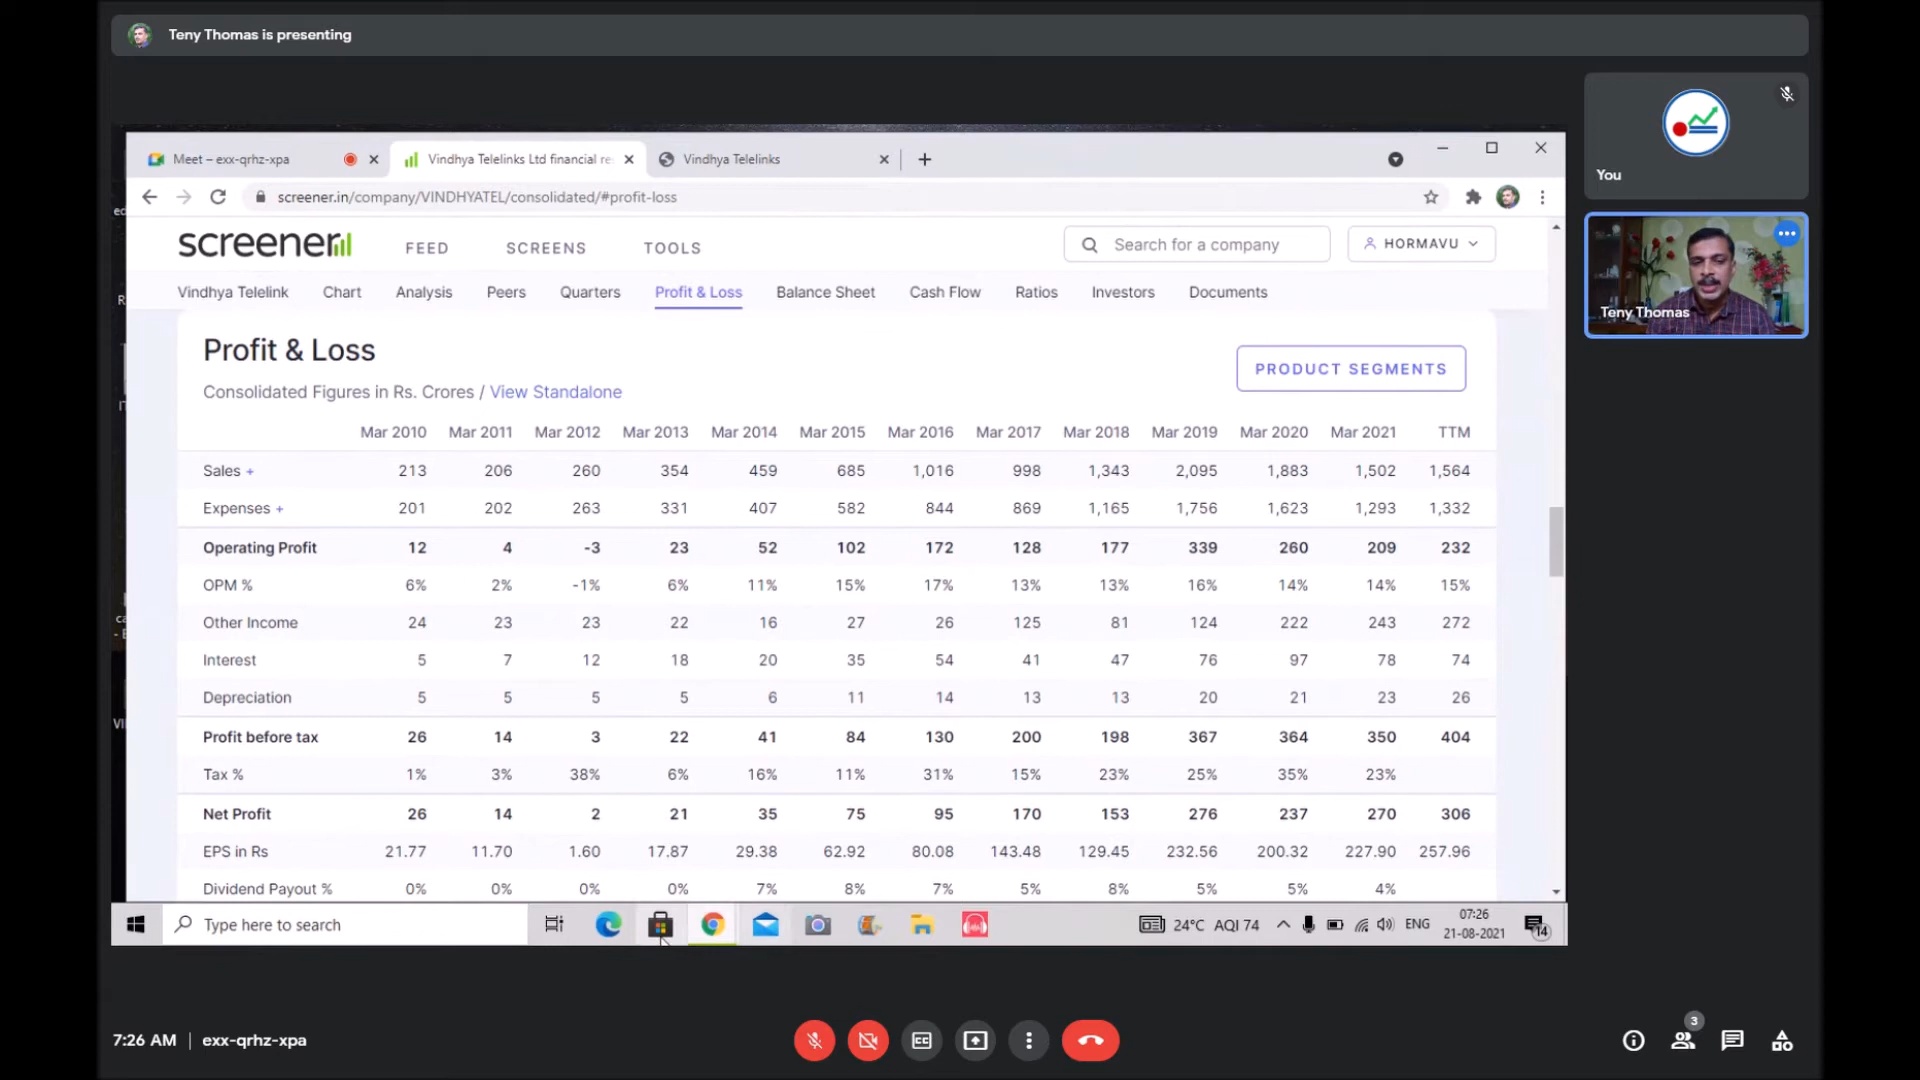 Teny Thomas is presenting
Meet – exx-qrhz-xpa
Vindhya Telelinks Ltd financial re
Vindhya Telelinks
screener.in/company/VINDHYATEL/consolidated/#profit-loss
screener FEED SCREENS TOOLS Search for a company HORMAVU
Vindhya Telelink Chart Analysis Peers Quarters Profit & Loss Balance Sheet Cash Flow Ratios Investors Documents
Profit & Loss
PRODUCT SEGMENTS
Consolidated Figures in Rs. Crores / View Standalone
Mar 2010 Mar 2011 Mar 2012 Mar 2013 Mar 2014 Mar 2015 Mar 2016 Mar 2017 Mar 2018 Mar 2019 Mar 2020 Mar 2021 TTM
Sales + 213 206 260 354 459 685 1,016 998 1,343 2,095 1,883 1,502 1,564
Expenses + 201 202 263 331 407 582 844 869 1,165 1,756 1,623 1,293 1,332
Operating Profit 12 4 -3 23 52 102 172 128 177 339 260 209 232
OPM % 6% 2% -1% 6% 11% 15% 17% 13% 13% 16% 14% 14% 15%
Other Income 24 23 23 22 16 27 26 125 81 124 222 243 272
Interest 5 7 12 18 20 35 54 41 47 76 97 78 74
Depreciation 5 5 5 5 6 11 14 13 13 20 21 23 26
Profit before tax 26 14 3 22 41 84 130 200 198 367 364 350 404
Tax % 1% 3% 38% 6% 16% 11% 31% 15% 23% 25% 35% 23%
Net Profit 26 14 2 21 35 75 95 170 153 276 237 270 306
EPS in Rs 21.77 11.70 1.60 17.87 29.38 62.92 80.08 143.48 129.45 232.56 200.32 227.90 257.96
Dividend Payout % 0% 0% 0% 0% 7% 8% 7% 5% 8% 5% 5% 4%
Type here to search
24°C AQI 74
ENG
07:26
21-08-2021
14
You
Teny Thomas
7:26 AM | exx-qrhz-xpa
CC
3